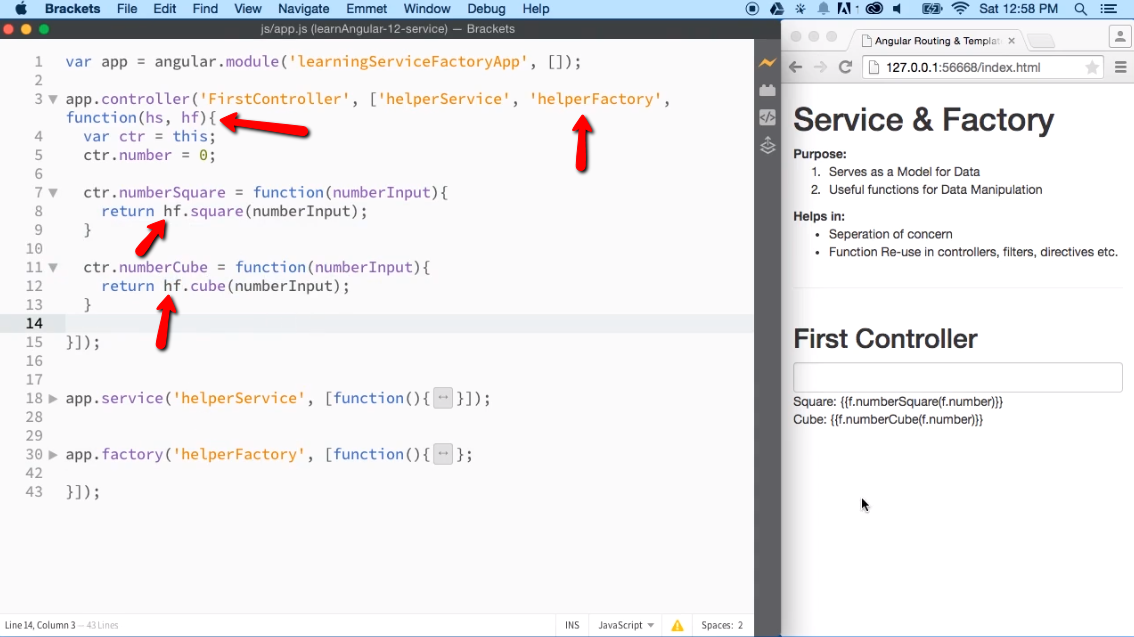 Brackets File Edit Find View Navigate Emmet Window Debug Help Sat 12:58 PM
js/app.js (learnAngular-12-service) — Brackets
1 var app = angular.module('learningServiceFactoryApp', []);
2
3 app.controller('FirstController', ['helperService', 'helperFactory',
function(hs, hf){
4 var ctr = this;
5 ctr.number = 0;
6
7 ctr.numberSquare = function(numberInput){
8 return hf.square(numberInput);
9 }
10
11 ctr.numberCube = function(numberInput){
12 return hf.cube(numberInput);
13 }
14
15 }]);
16
17
18 app.service('helperService', [function(){ }]);
28
29
30 app.factory('helperFactory', [function(){ };
42
43 }]);
Line 14, Column 3 — 43 Lines
INS JavaScript Spaces: 2
Angular Routing & Templat
127.0.0.1:56668/index.html
Service & Factory
Purpose:
1. Serves as a Model for Data
2. Useful functions for Data Manipulation
Helps in:
• Seperation of concern
• Function Re-use in controllers, filters, directives etc.
First Controller
Square: {{f.numberSquare(f.number)}}
Cube: {{f.numberCube(f.number)}}